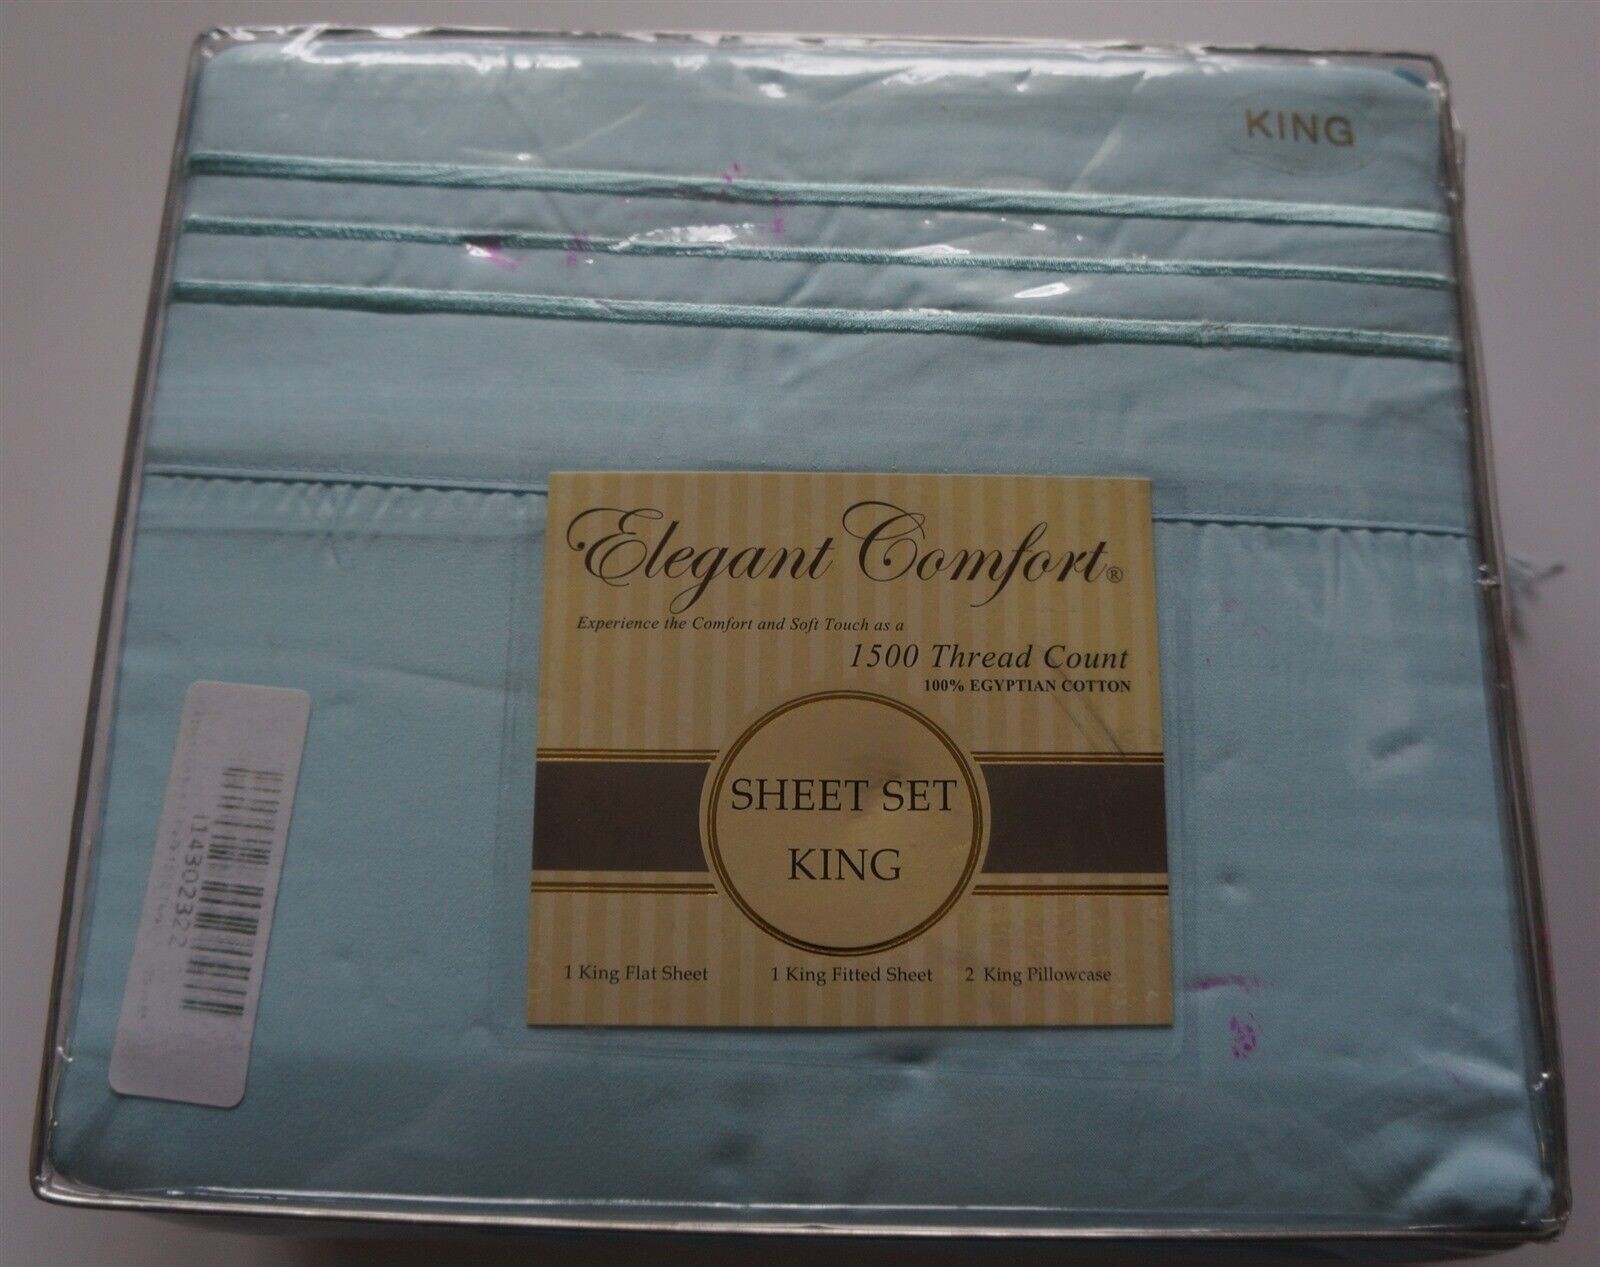 KING
Elegant Comfort®
Experience the Comfort and Soft Touch as a
1500 Thread Count
100% EGYPTIAN COTTON
SHEET SET
KING
1 King Flat Sheet 1 King Fitted Sheet 2 King Pillowcase
i14302322